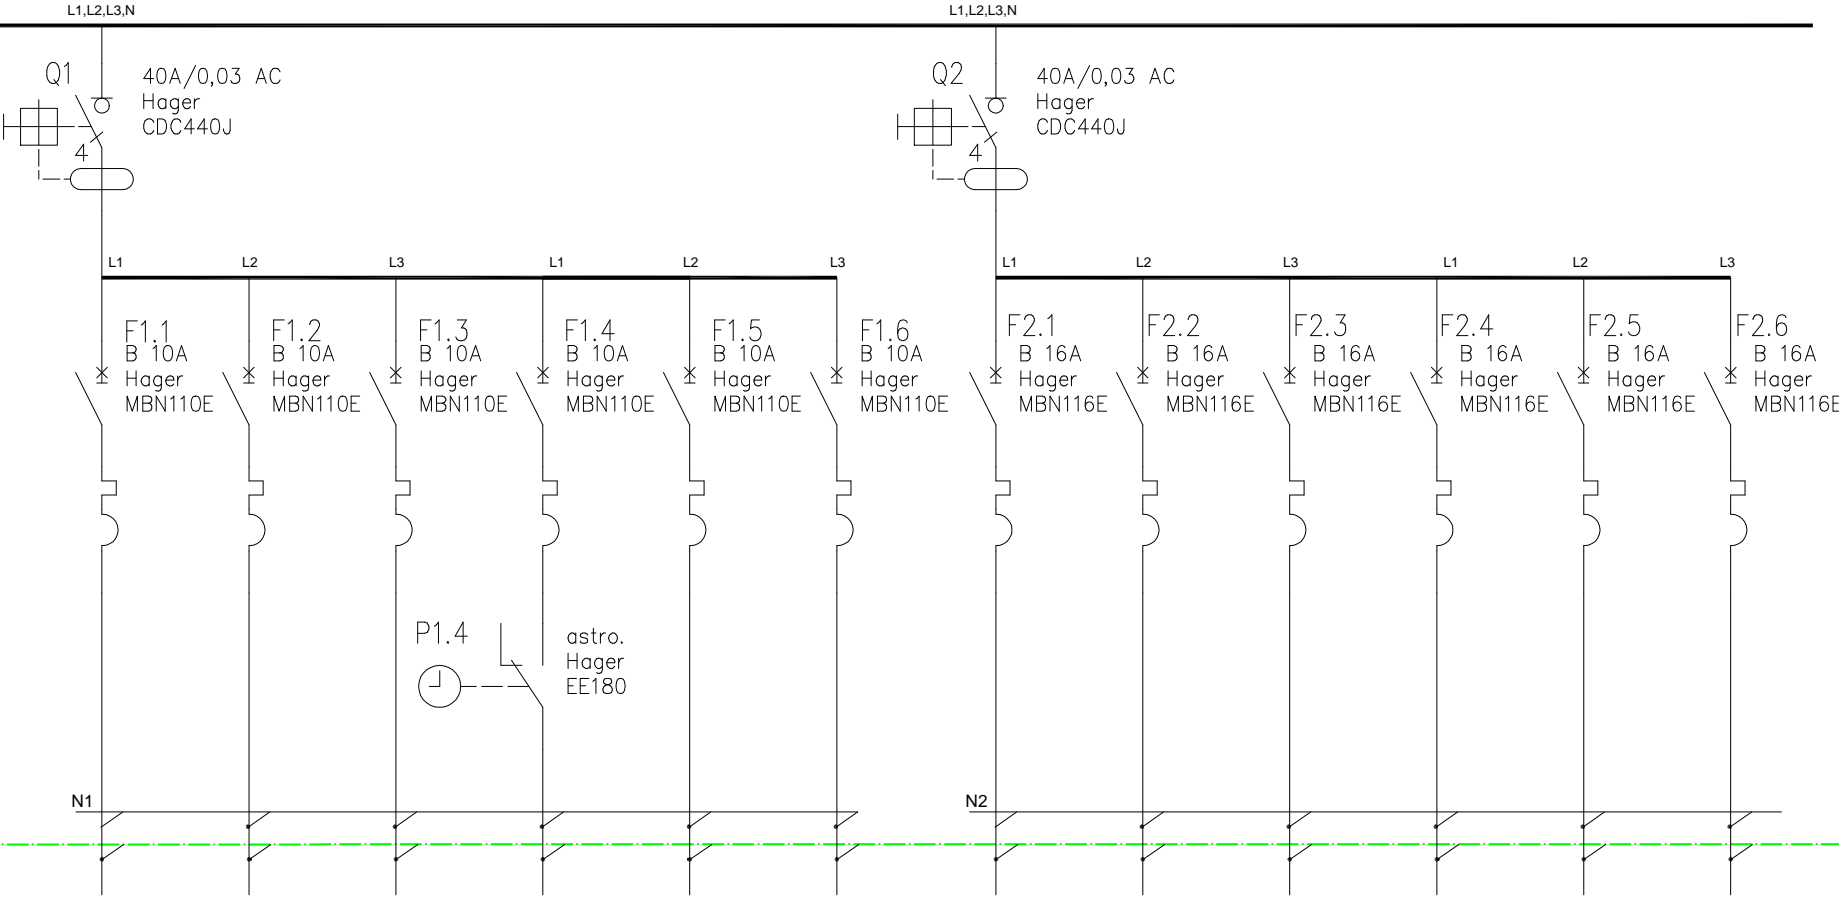 L1,L2,L3,N
L1,L2,L3,N
Q1
40A/0,03 AC
Hager
CDC440J
4
Q2
40A/0,03 AC
Hager
CDC440J
4
L1
L2
L3
L1
L2
L3
L1
L2
L3
L1
L2
L3
F1.1
B 10A
Hager
MBN110E
F1.2
B 10A
Hager
MBN110E
F1.3
B 10A
Hager
MBN110E
F1.4
B 10A
Hager
MBN110E
F1.5
B 10A
Hager
MBN110E
F1.6
B 10A
Hager
MBN110E
F2.1
B 16A
Hager
MBN116E
F2.2
B 16A
Hager
MBN116E
F2.3
B 16A
Hager
MBN116E
F2.4
B 16A
Hager
MBN116E
F2.5
B 16A
Hager
MBN116E
F2.6
B 16A
Hager
MBN116E
P1.4
astro.
Hager
EE180
N1
N2